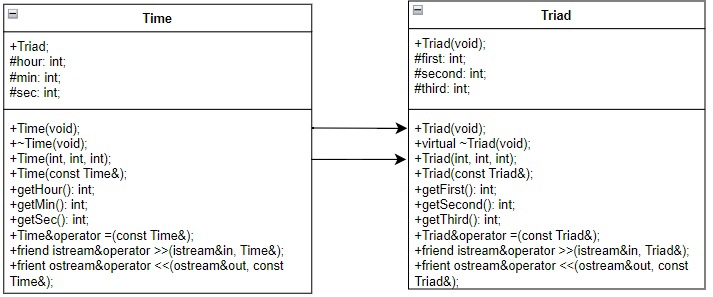 Time
+Triad;
#hour: int;
#min: int;
#sec: int;
+Time(void);
+~Time(void);
+Time(int, int, int);
+Time(const Time&);
+getHour(): int;
+getMin(): int;
+getSec(): int;
+Time&operator =(const Time&);
+friend istream&operator >>(istream&in, Time&);
+frient ostream&operator <<(ostream&out, const
Time&);
Triad
+Triad(void);
#first: int;
#second: int;
#third: int;
+Triad(void);
+virtual ~Triad(void);
+Triad(int, int, int);
+Triad(const Triad&);
+getFirst(): int;
+getSecond(): int;
+getThird(): int;
+Triad&operator =(const Triad&);
+friend istream&operator >>(istream&in, Triad&);
+frient ostream&operator <<(ostream&out, const
Triad&);